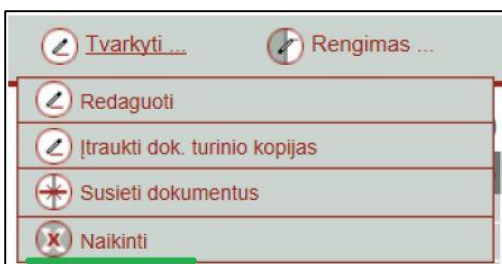 Tvarkyti ... Rengimas ...
Redaguoti
Įtraukti dok. turinio kopijas
Susieti dokumentus
Naikinti